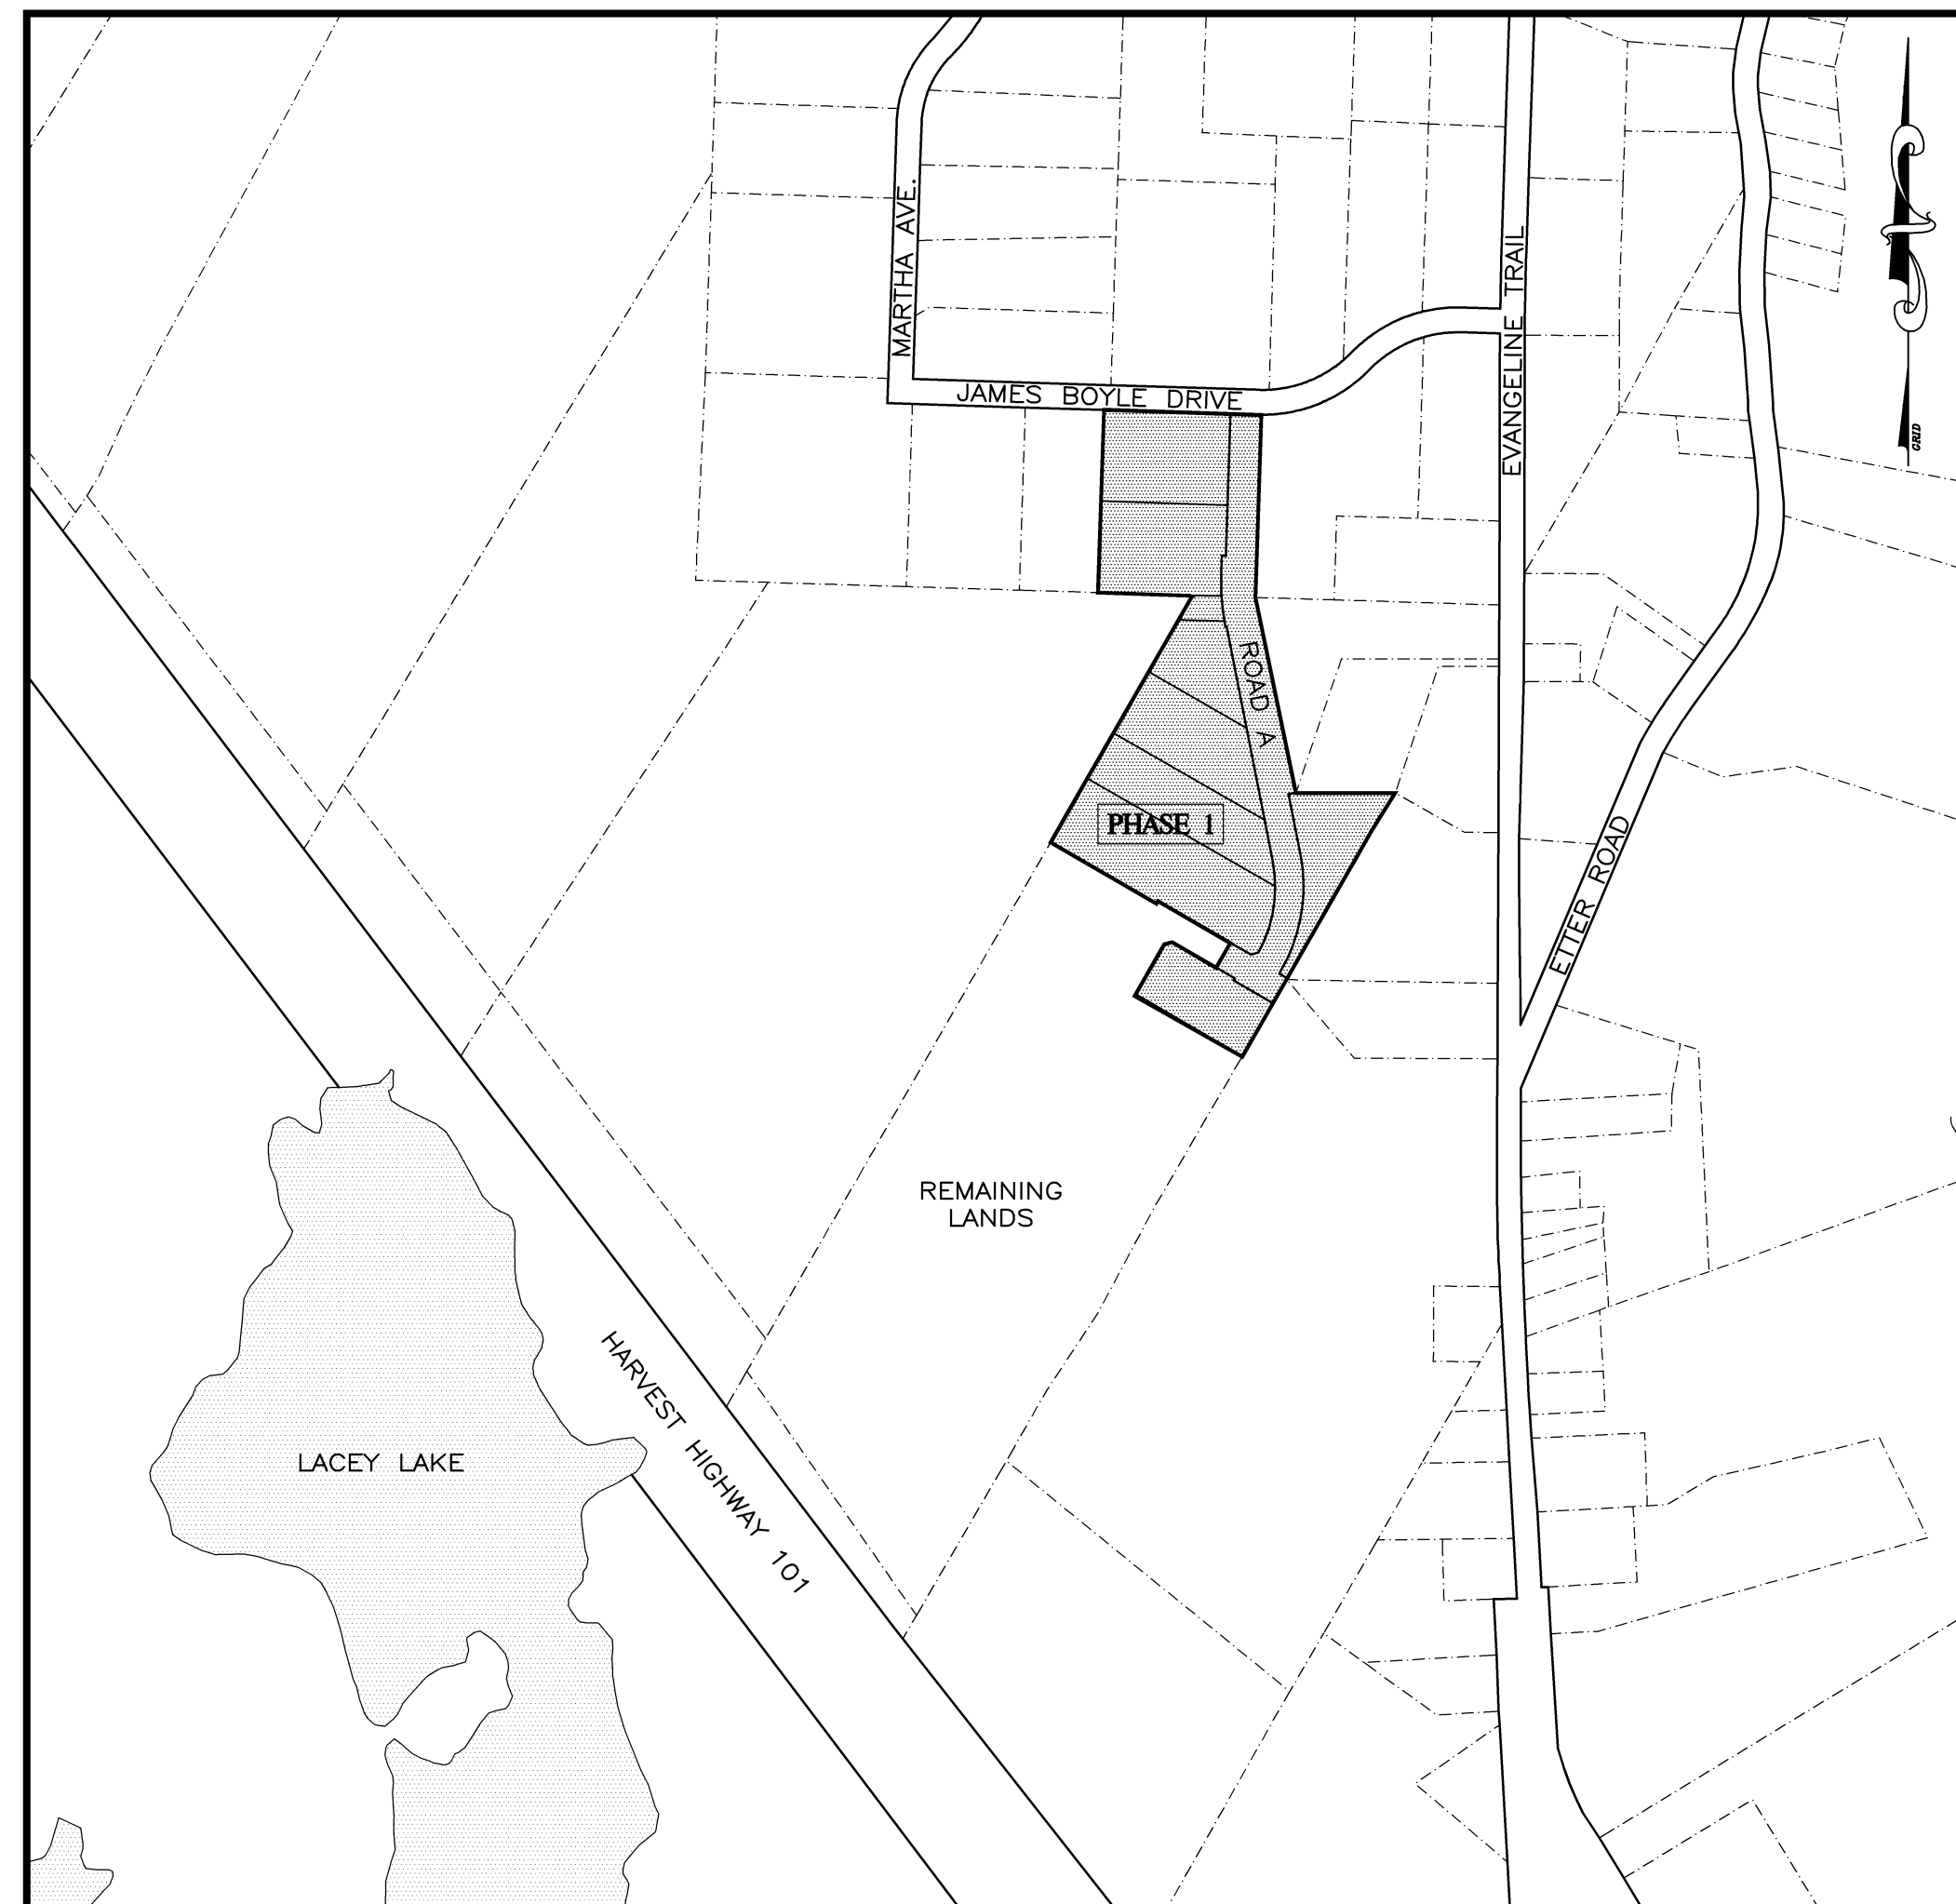 MARTHA AVE.
EVANGELINE TRAIL
JAMES BOYLE DRIVE
GRID
ROAD A
PHASE 1
ETTER ROAD
REMAINING
LANDS
HARVEST HIGHWAY 101
LACEY LAKE